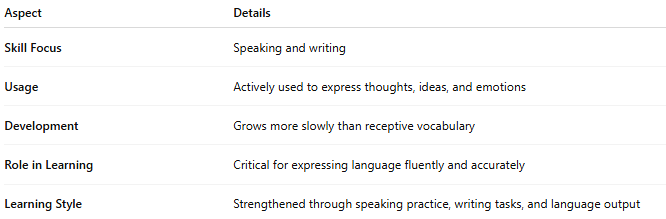 Aspect Details
Skill Focus Speaking and writing
Usage Actively used to express thoughts, ideas, and emotions
Development Grows more slowly than receptive vocabulary
Role in Learning Critical for expressing language fluently and accurately
Learning Style Strengthened through speaking practice, writing tasks, and language output